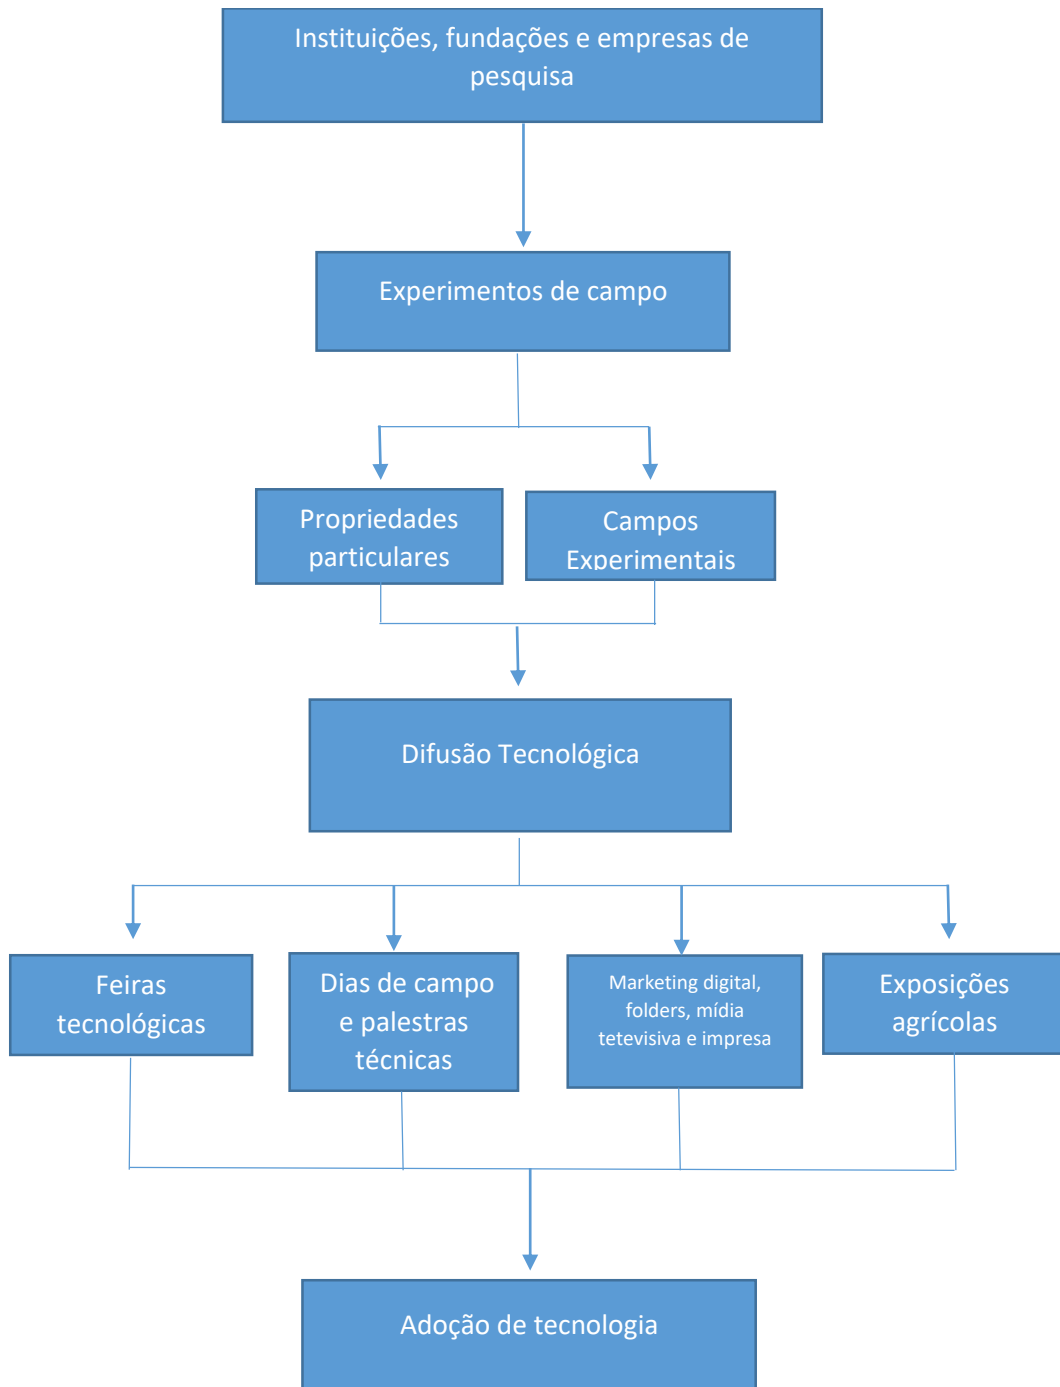 Instituições, fundações e empresas de
pesquisa
Experimentos de campo
Propriedades
particulares
Campos
Experimentais
Difusão Tecnológica
Feiras
tecnológicas
Dias de campo
e palestras
técnicas
Marketing digital,
folders, mídia
tetevisiva e impresa
Exposições
agrícolas
Adoção de tecnologia